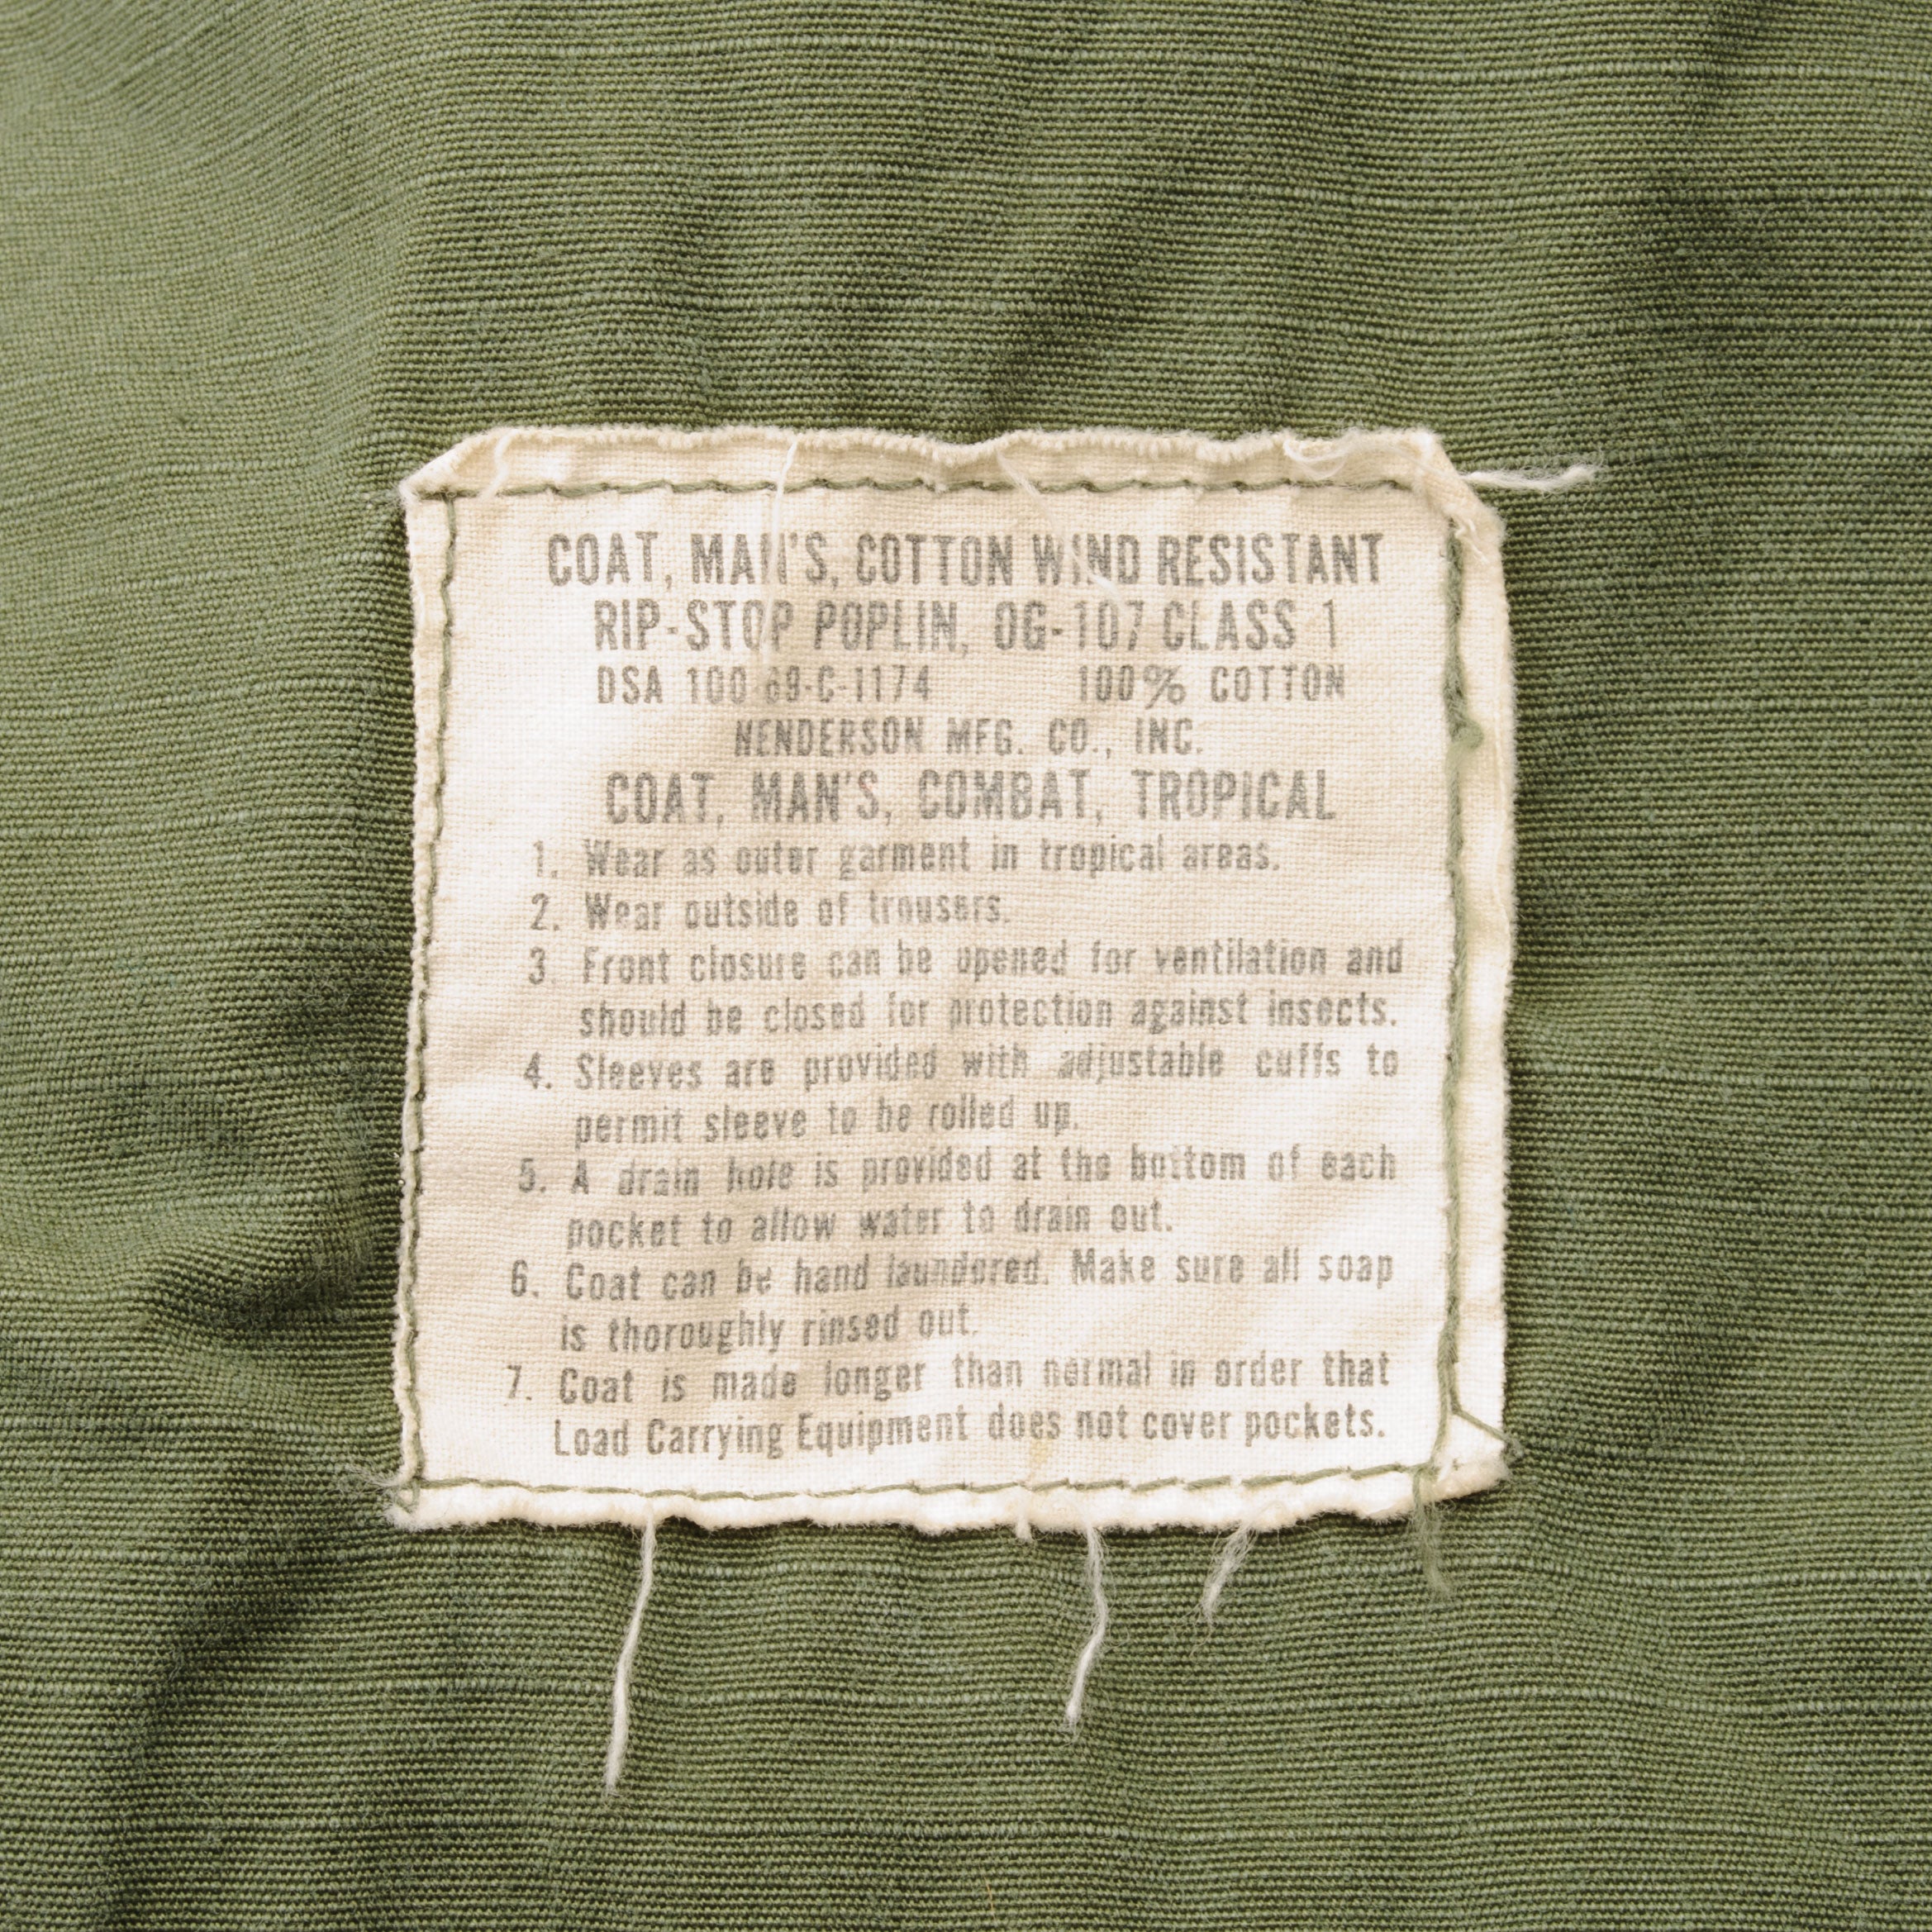 COAT, MAN'S, COTTON WIND RESISTANT
RIP-STOP POPLIN, OG-107 CLASS 1
DSA 100-69-C-1174 100% COTTON
HENDERSON MFG. CO., INC.
COAT, MAN'S, COMBAT, TROPICAL
1. Wear as outer garment in tropical areas.
2. Wear outside of trousers.
3. Front closure can be opened for ventilation and
should be closed for protection against insects.
4. Sleeves are provided with adjustable cuffs to
permit sleeve to be rolled up.
5. A drain hole is provided at the bottom of each
pocket to allow water to drain out.
6. Coat can be hand laundered. Make sure all soap
is thoroughly rinsed out.
7. Coat is made longer than normal in order that
Load Carrying Equipment does not cover pockets.